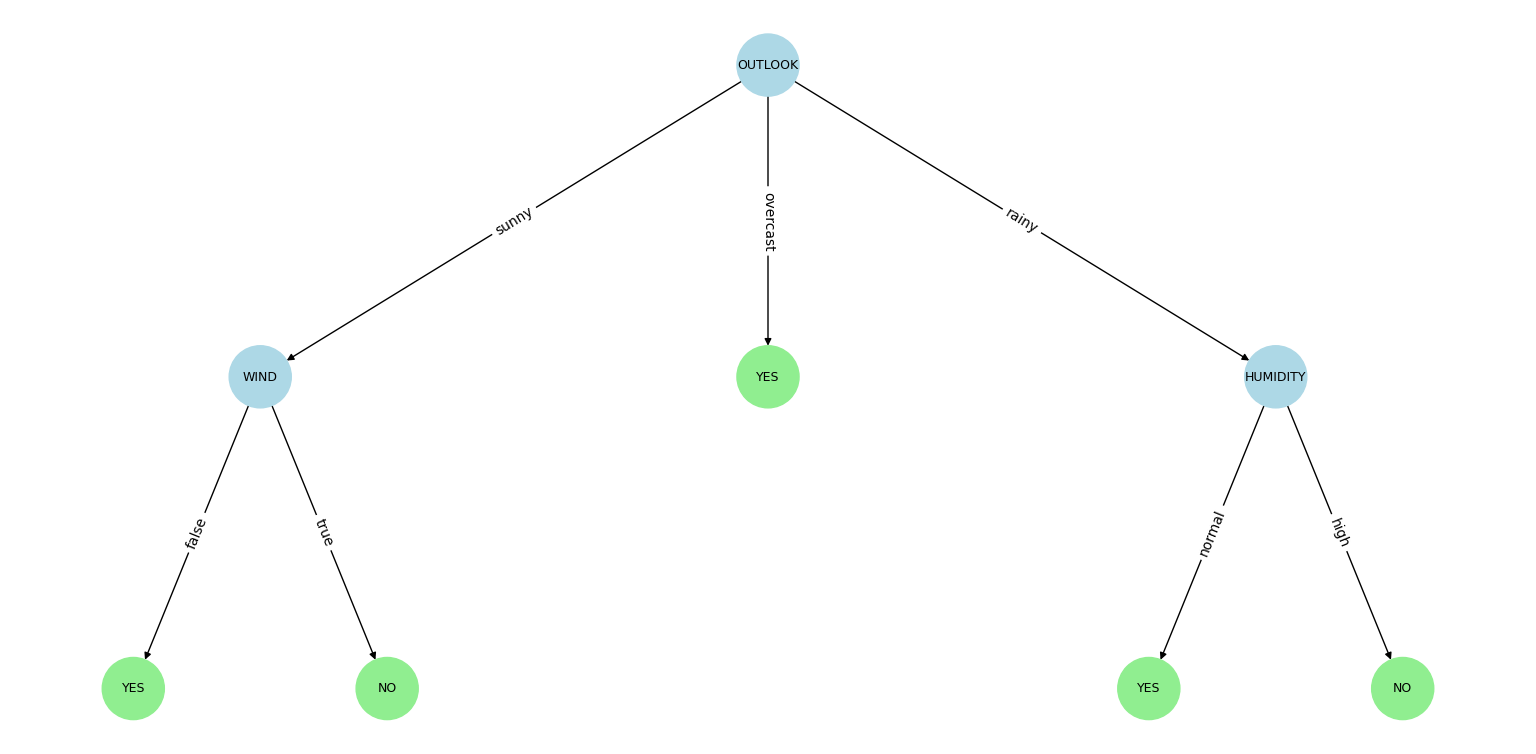 OUTLOOK
sunny
overcast
rainy
WIND
YES
HUMIDITY
false
true
normal
high
YES
NO
YES
NO